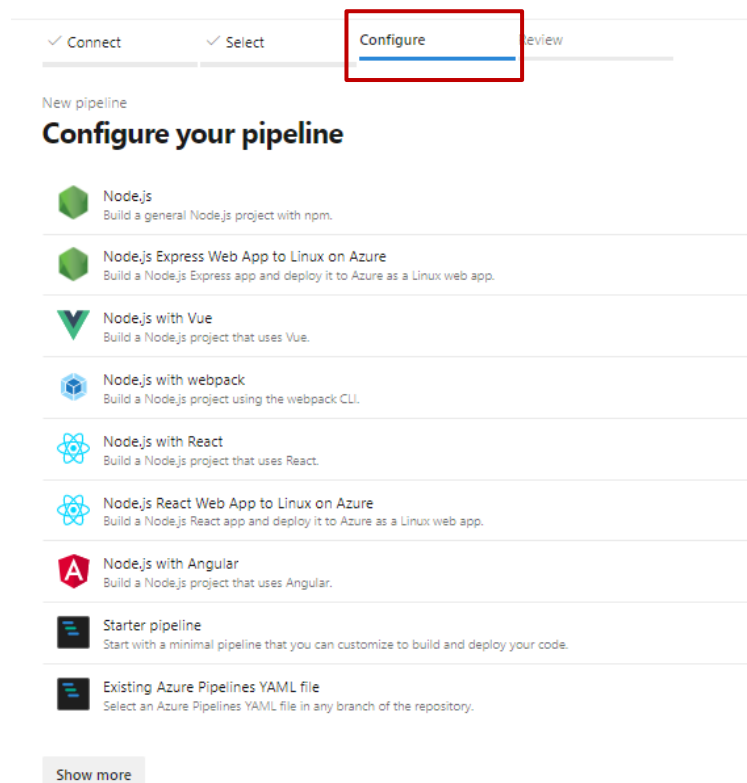 Connect
Select
Configure
Review
New pipeline
Configure your pipeline
Node.js
Build a general Node.js project with npm.
Node.js Express Web App to Linux on Azure
Build a Node.js Express app and deploy it to Azure as a Linux web app.
Node.js with Vue
Build a Node.js project that uses Vue.
Node.js with webpack
Build a Node.js project using the webpack CLI.
Node.js with React
Build a Node.js project that uses React.
Node.js React Web App to Linux on Azure
Build a Node.js React app and deploy it to Azure as a Linux web app.
Node.js with Angular
Build a Node.js project that uses Angular.
Starter pipeline
Start with a minimal pipeline that you can customize to build and deploy your code.
Existing Azure Pipelines YAML file
Select an Azure Pipelines YAML file in any branch of the repository.
Show more